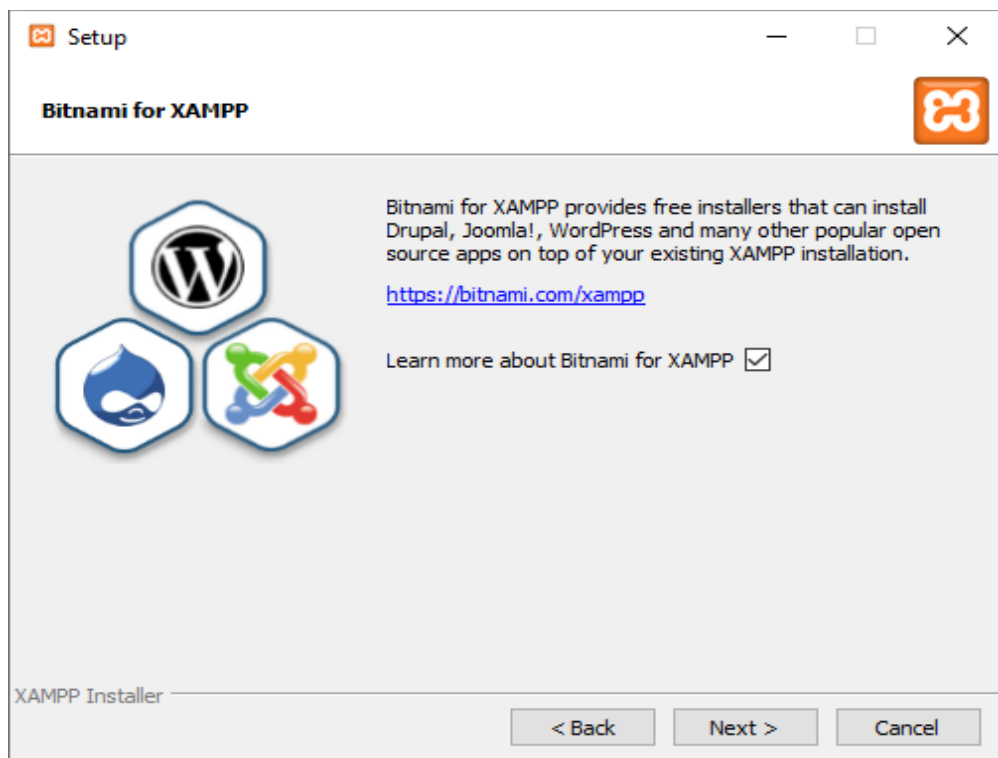 Setup
Bitnami for XAMPP
Bitnami for XAMPP provides free installers that can install
Drupal, Joomla!, WordPress and many other popular open
source apps on top of your existing XAMPP installation.
https://bitnami.com/xampp
Learn more about Bitnami for XAMPP
XAMPP Installer
< Back
Next >
Cancel